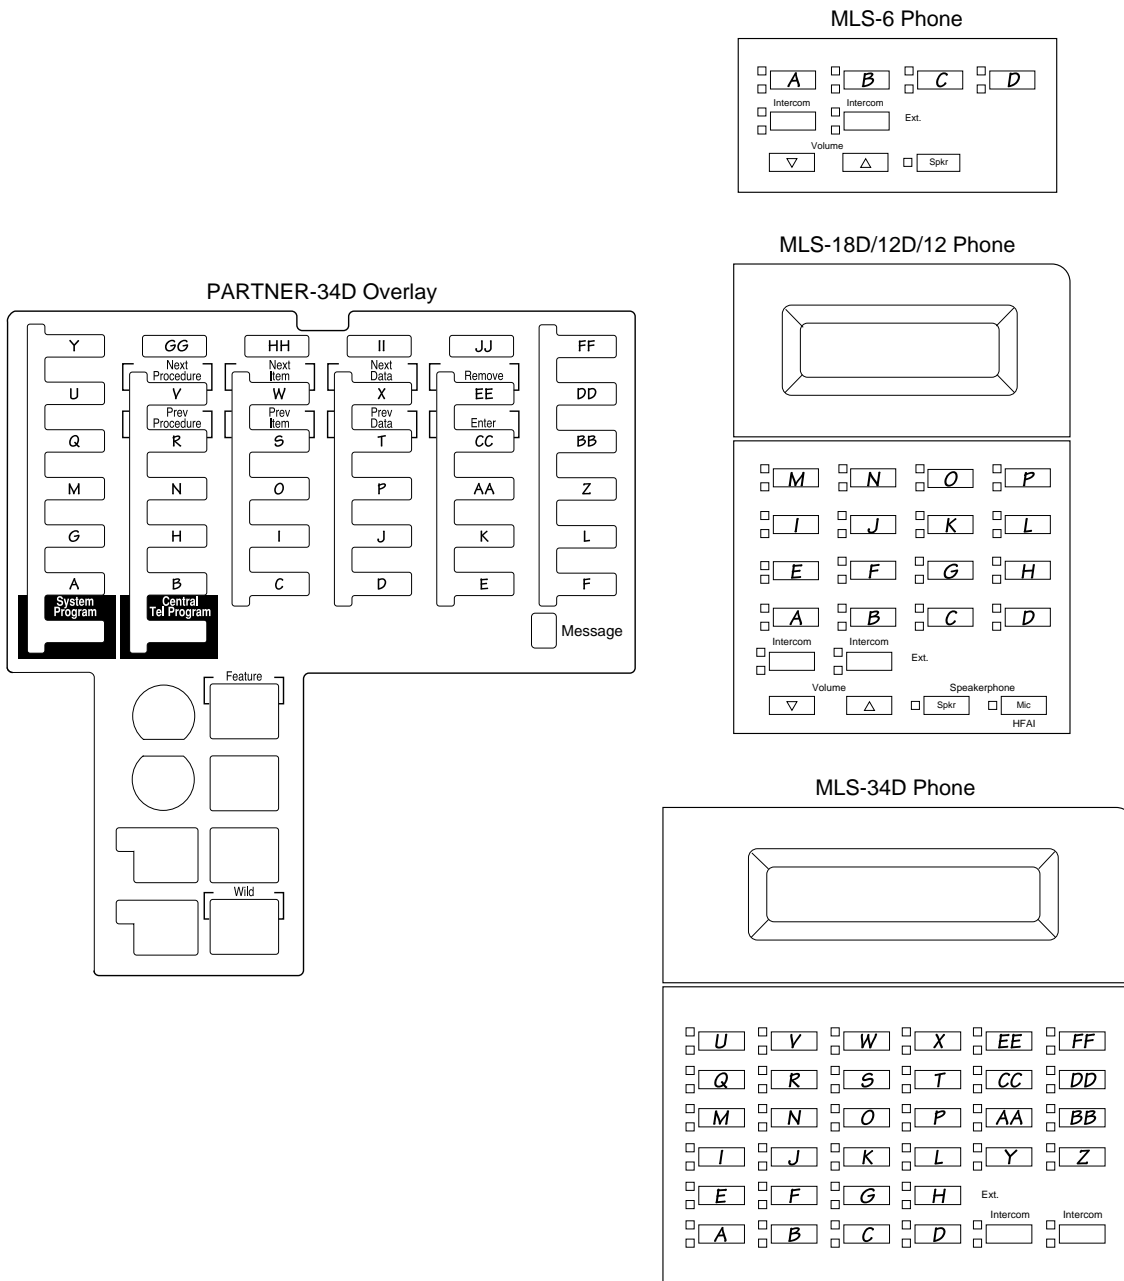 MLS-6 Phone
A B C D
Intercom Intercom Ext.
Volume
Spkr
MLS-18D/12D/12 Phone
M N O P
I J K L
E F G H
A B C D
Intercom Intercom Ext.
Volume Speakerphone
Spkr Mic
HFAI
PARTNER-34D Overlay
Y GG HH II JJ FF
Next Procedure Next Item Next Data Remove
U V W X EE DD
Prev Procedure Prev Item Prev Data Enter
Q R S T CC BB
M N O P AA Z
G H I J K L
A B C D E F
System Program Central Tel Program
Message
Feature
Wild
MLS-34D Phone
U V W X EE FF
Q R S T CC DD
M N O P AA BB
I J K L Y Z
E F G H Ext.
Intercom Intercom
A B C D